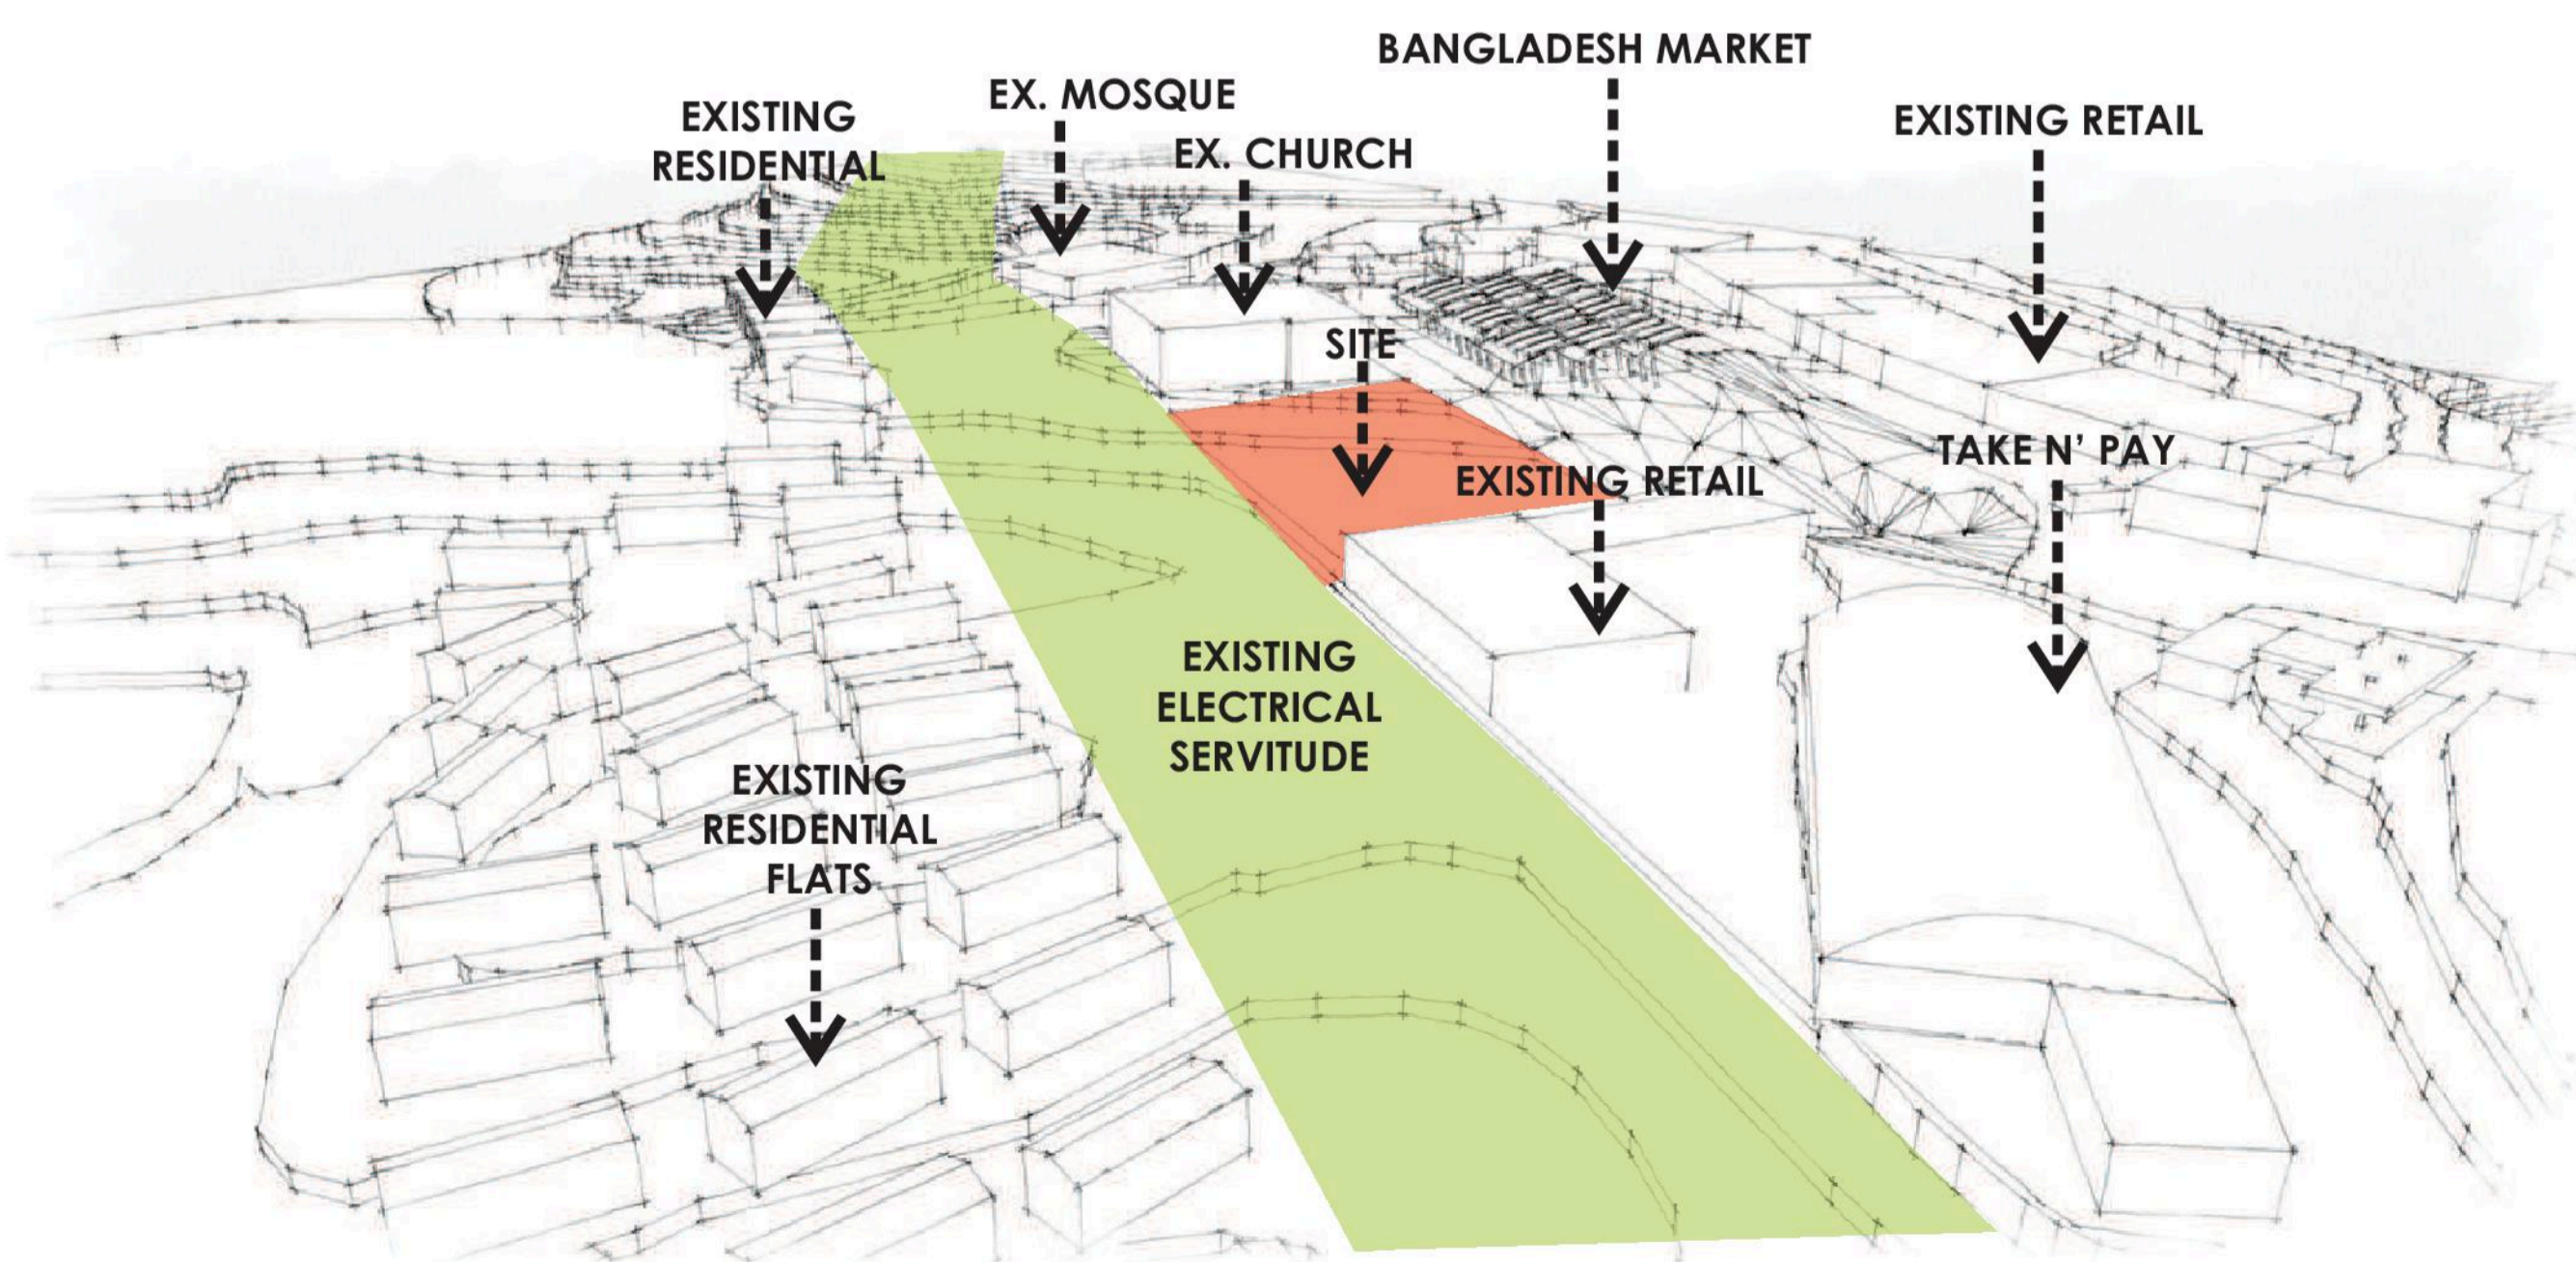 BANGLADESH MARKET
EX. MOSQUE
EXISTING
RESIDENTIAL
EXISTING RETAIL
EX. CHURCH
SITE
TAKE N' PAY
EXISTING RETAIL
EXISTING
ELECTRICAL
SERVITUDE
EXISTING
RESIDENTIAL
FLATS